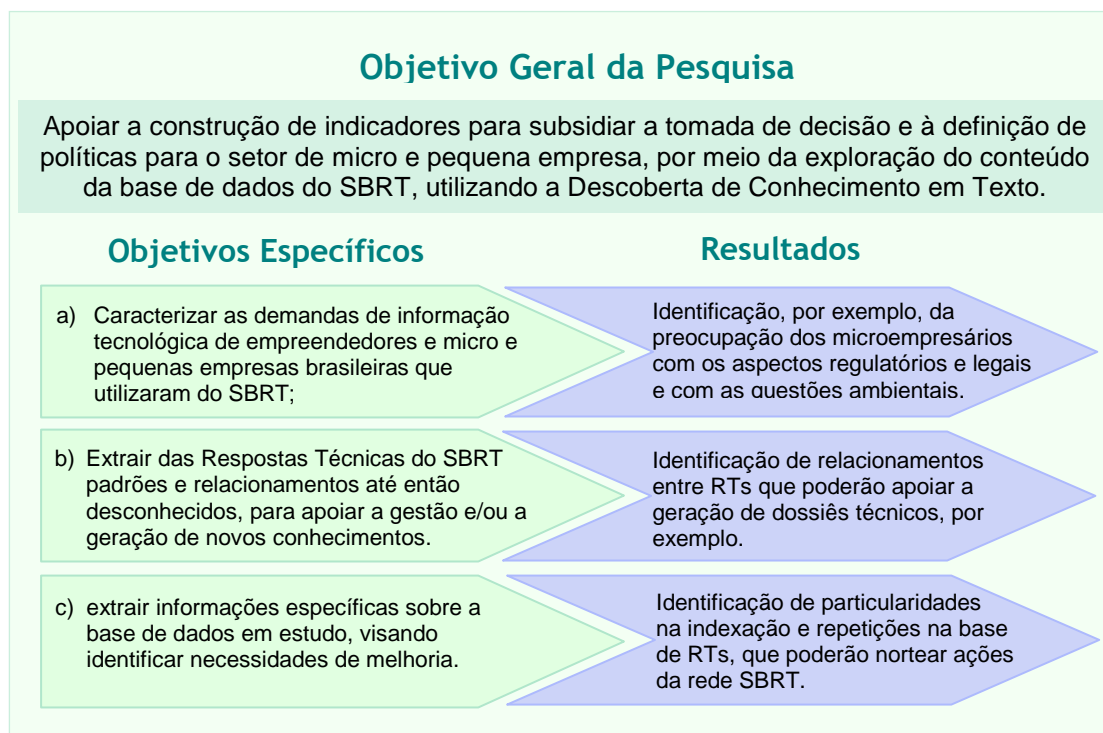 Objetivo Geral da Pesquisa
Apoiar a construção de indicadores para subsidiar a tomada de decisão e à definição de
políticas para o setor de micro e pequena empresa, por meio da exploração do conteúdo
da base de dados do SBRT, utilizando a Descoberta de Conhecimento em Texto.
Objetivos Específicos
Resultados
a) Caracterizar as demandas de informação
tecnológica de empreendedores e micro e
pequenas empresas brasileiras que
utilizaram do SBRT;
Identificação, por exemplo, da
preocupação dos microempresários
com os aspectos regulatórios e legais
e com as questões ambientais.
b) Extrair das Respostas Técnicas do SBRT
padrões e relacionamentos até então
desconhecidos, para apoiar a gestão e/ou a
geração de novos conhecimentos.
Identificação de relacionamentos
entre RTs que poderão apoiar a
geração de dossiês técnicos, por
exemplo.
c) extrair informações específicas sobre a
base de dados em estudo, visando
identificar necessidades de melhoria.
Identificação de particularidades
na indexação e repetições na base
de RTs, que poderão nortear ações
da rede SBRT.